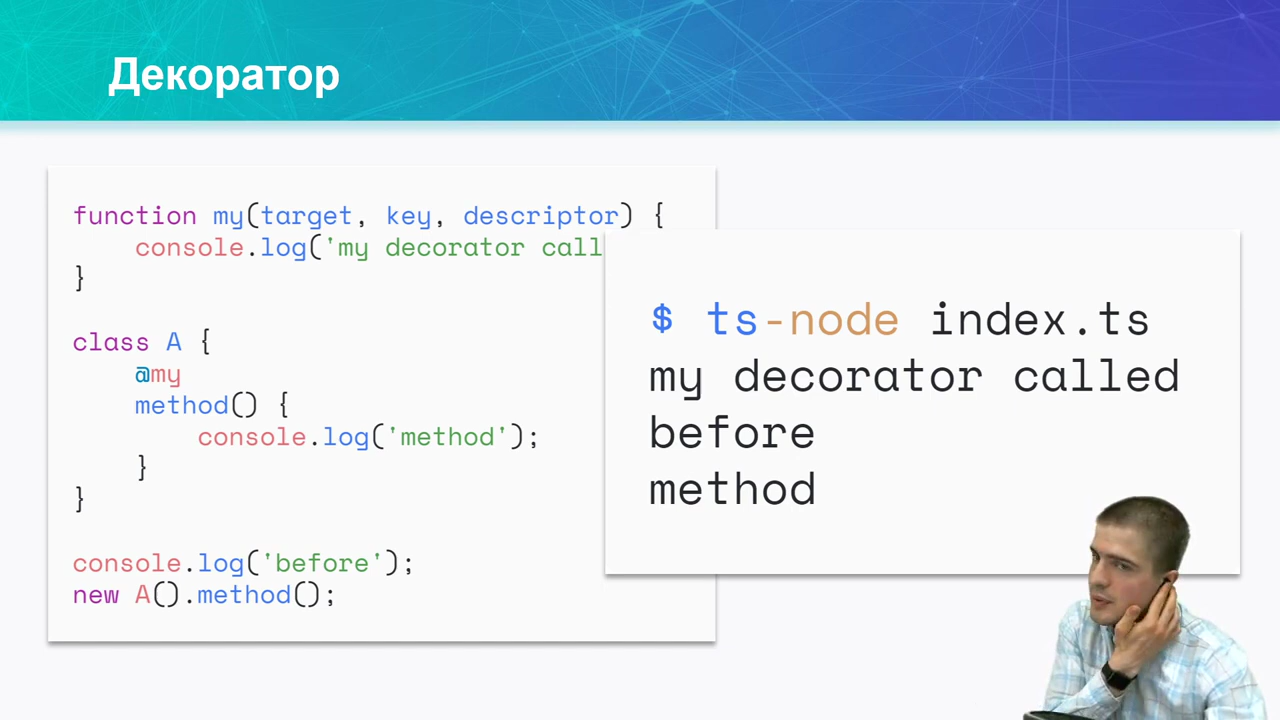 Декоратор
function my(target, key, descriptor) {
    console.log('my decorator call
}
class A {
    @my
    method() {
        console.log('method');
    }
}
console.log('before');
new A().method();
$ ts-node index.ts
my decorator called
before
method